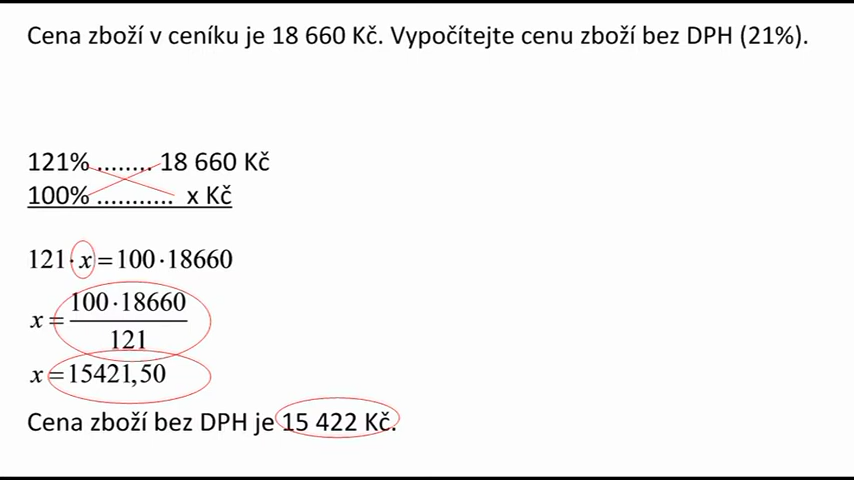 Cena zboží v ceníku je 18 660 Kč. Vypočítejte cenu zboží bez DPH (21%).
121% ........ 18 660 Kč
100% ........... x Kč
121·x=100·18660
x = 100·18660
121
x =15421,50
Cena zboží bez DPH je 15 422 Kč.